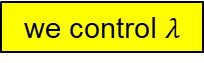 we control λ